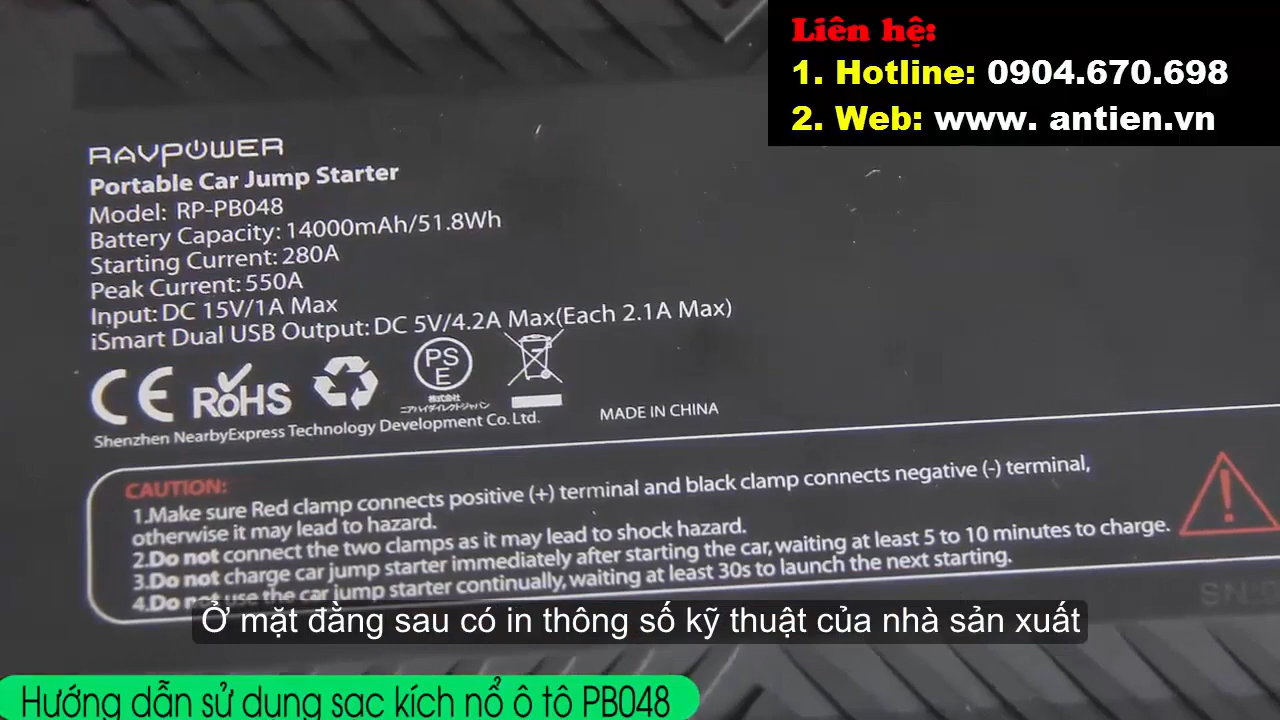 Liên hệ:
1. Hotline: 0904.670.698
2. Web: www. antien.vn
RAVPOWER
Portable Car Jump Starter
Model: RP-PB048
Battery Capacity: 14000mAh/51.8Wh
Starting Current: 280A
Peak Current: 550A
Input: DC 15V/1A Max
iSmart Dual USB Output: DC 5V/4.2A Max(Each 2.1A Max)
CE RoHS PSE
株式会社
ニアバイダイレクトジャパン
Shenzhen NearbyExpress Technology Development Co. Ltd.
MADE IN CHINA
CAUTION:
1.Make sure Red clamp connects positive (+) terminal and black clamp connects negative (-) terminal,
otherwise it may lead to hazard.
2.Do not connect the two clamps as it may lead to shock hazard.
3.Do not charge car jump starter immediately after starting the car, waiting at least 5 to 10 minutes to charge.
4.Do not use the car jump starter continually, waiting at least 30s to launch the next starting.
SN:
Ở mặt đằng sau có in thông số kỹ thuật của nhà sản xuất
Hướng dẫn sử dụng sạc kích nổ ô tô PB048